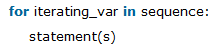 for iterating_var in sequence:
statement(s)